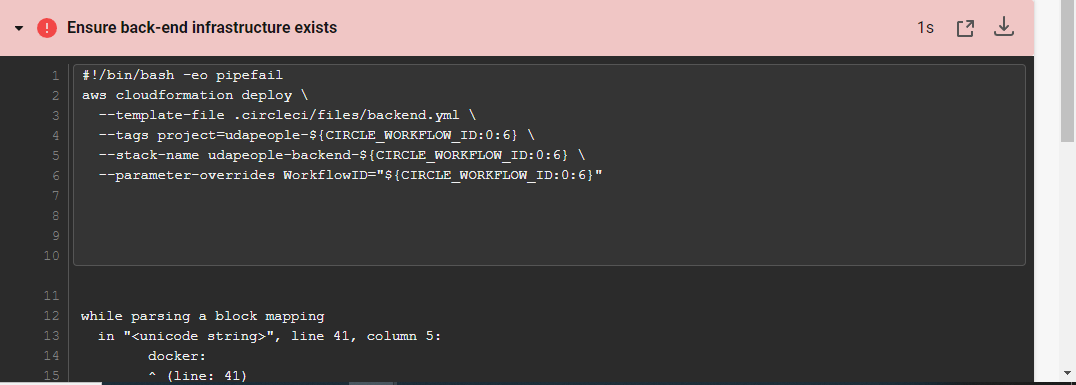 Ensure back-end infrastructure exists
1s
1 #!/bin/bash -eo pipefail
2 aws cloudformation deploy \
3 --template-file .circleci/files/backend.yml \
4 --tags project=udapeople-${CIRCLE_WORKFLOW_ID:0:6} \
5 --stack-name udapeople-backend-${CIRCLE_WORKFLOW_ID:0:6} \
6 --parameter-overrides WorkflowID="${CIRCLE_WORKFLOW_ID:0:6}"
7
8
9
10
11
12 while parsing a block mapping
13 in "<unicode string>", line 41, column 5:
14 docker:
15 ^ (line: 41)